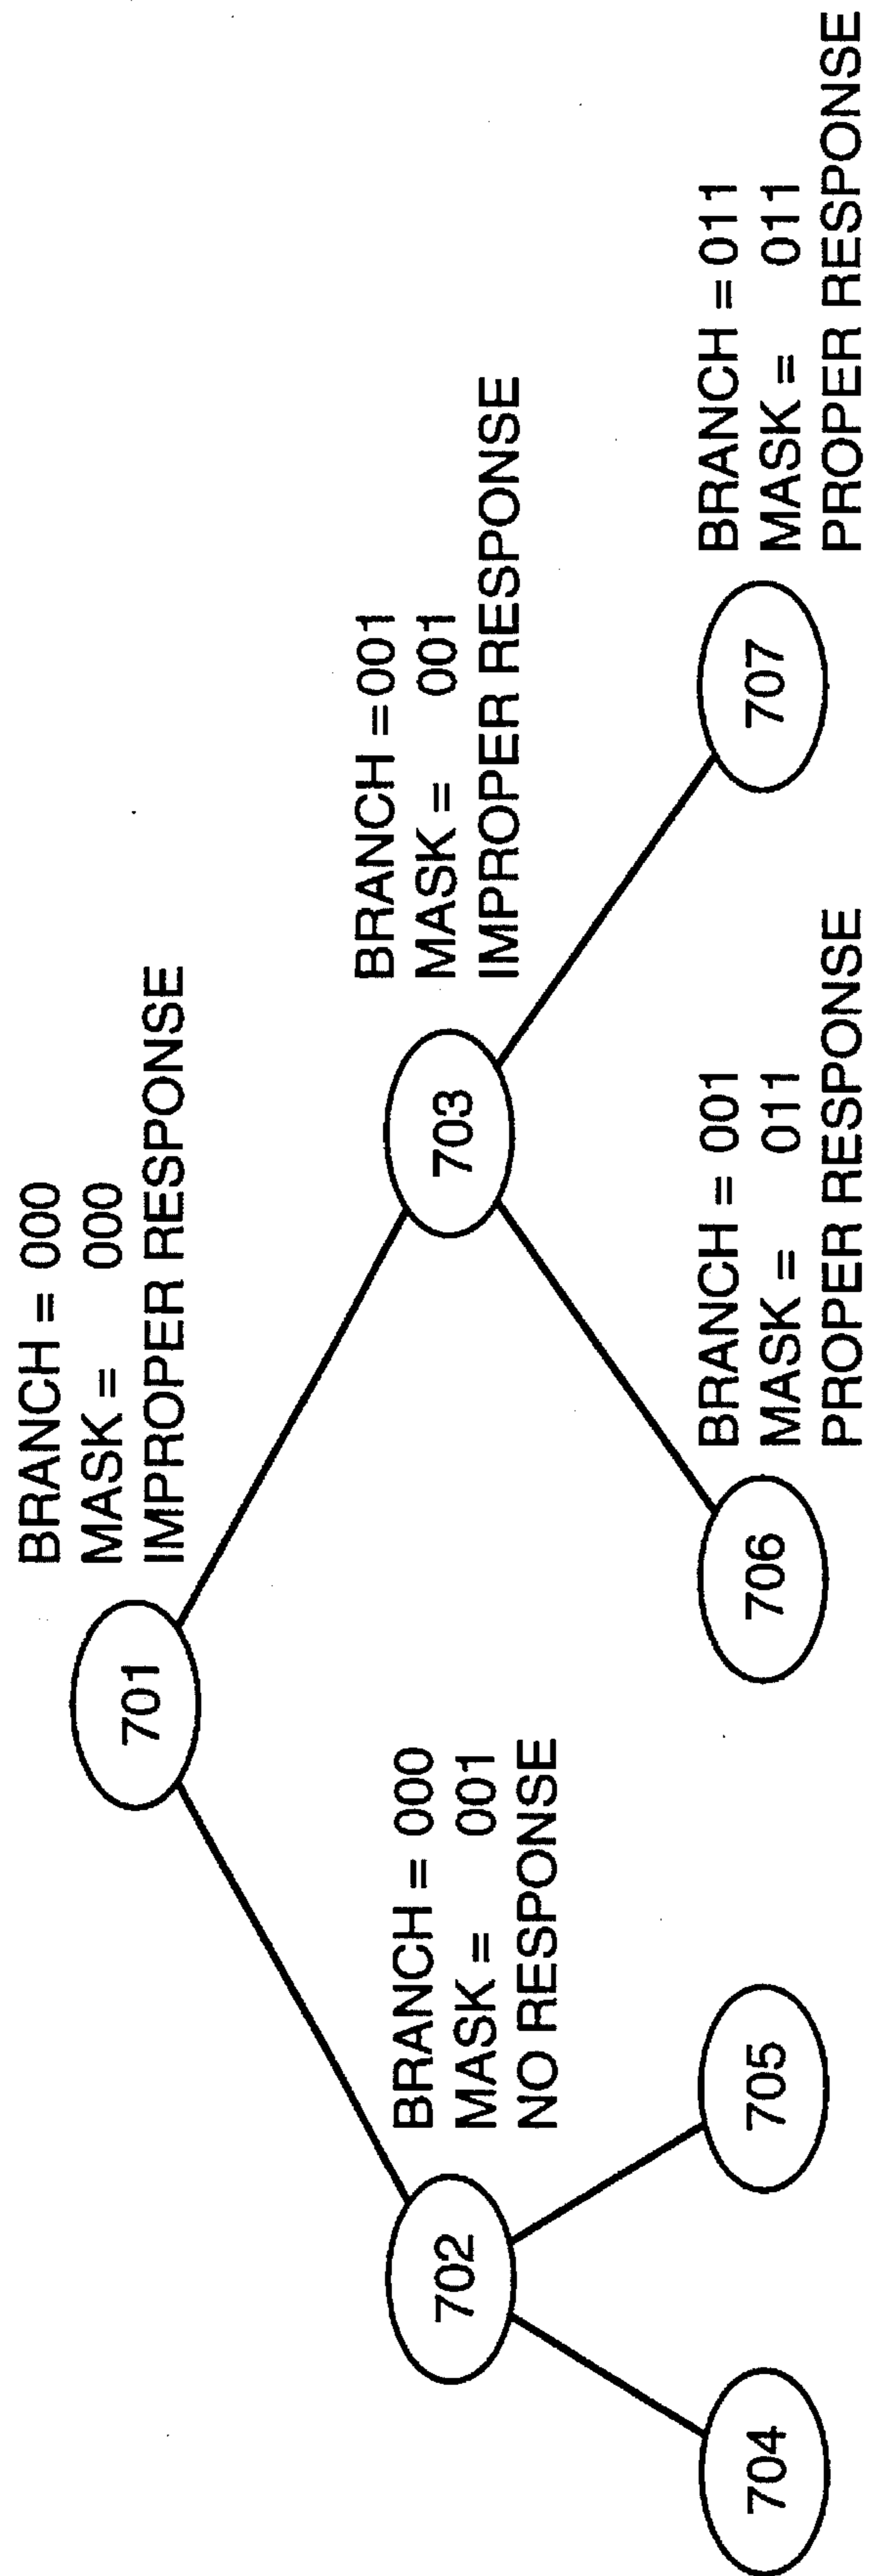 BRANCH = 000
MASK = 000
IMPROPER RESPONSE
701
BRANCH = 000
MASK = 001
NO RESPONSE
702
BRANCH =001
MASK = 001
IMPROPER RESPONSE
703
704
705
BRANCH = 001
MASK = 011
PROPER RESPONSE
706
BRANCH = 011
MASK = 011
PROPER RESPONSE
707